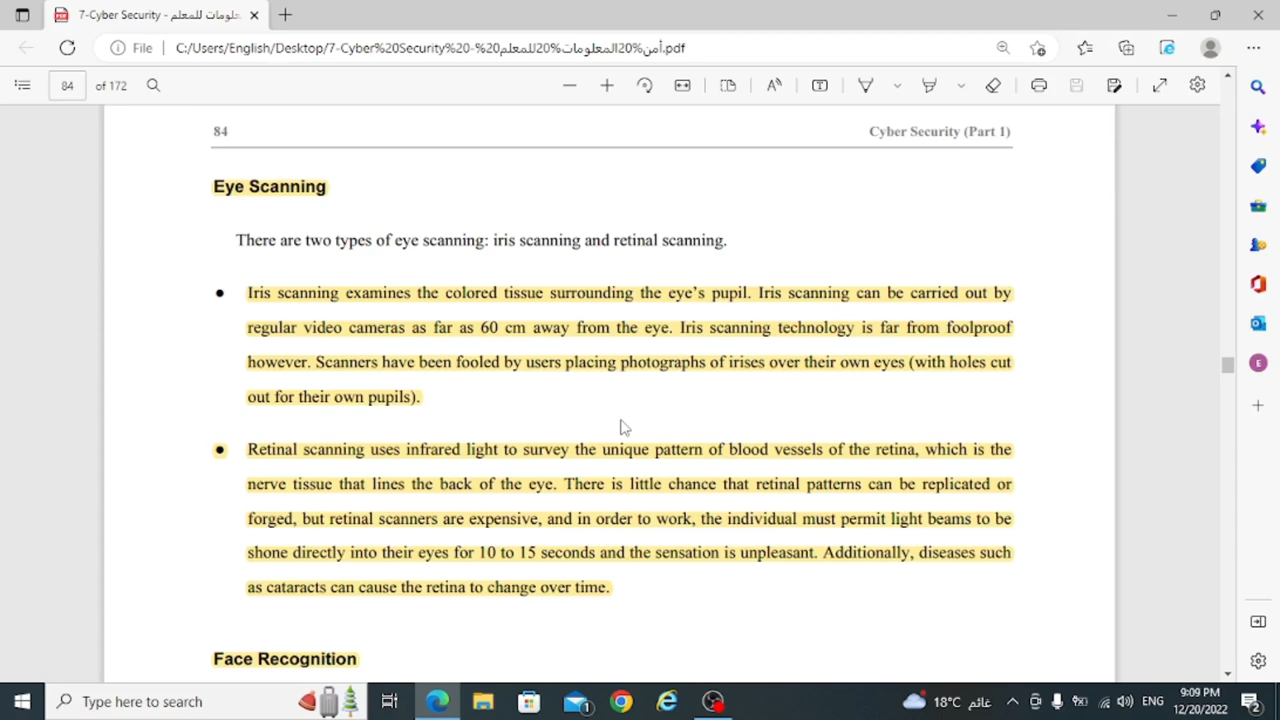 7-Cyber Security - أمن المعلومات للمعلم
File
C:/Users/English/Desktop/7-Cyber%20Security%20-%20أمن%20المعلومات%20للمعلم.pdf
84 of 172
84 Cyber Security (Part 1)
Eye Scanning
There are two types of eye scanning: iris scanning and retinal scanning.
● Iris scanning examines the colored tissue surrounding the eye’s pupil. Iris scanning can be carried out by
regular video cameras as far as 60 cm away from the eye. Iris scanning technology is far from foolproof
however. Scanners have been fooled by users placing photographs of irises over their own eyes (with holes cut
out for their own pupils).
● Retinal scanning uses infrared light to survey the unique pattern of blood vessels of the retina, which is the
nerve tissue that lines the back of the eye. There is little chance that retinal patterns can be replicated or
forged, but retinal scanners are expensive, and in order to work, the individual must permit light beams to be
shone directly into their eyes for 10 to 15 seconds and the sensation is unpleasant. Additionally, diseases such
as cataracts can cause the retina to change over time.
Face Recognition
E
Type here to search
1
18°C غائم
ENG
9:09 PM
12/20/2022
2